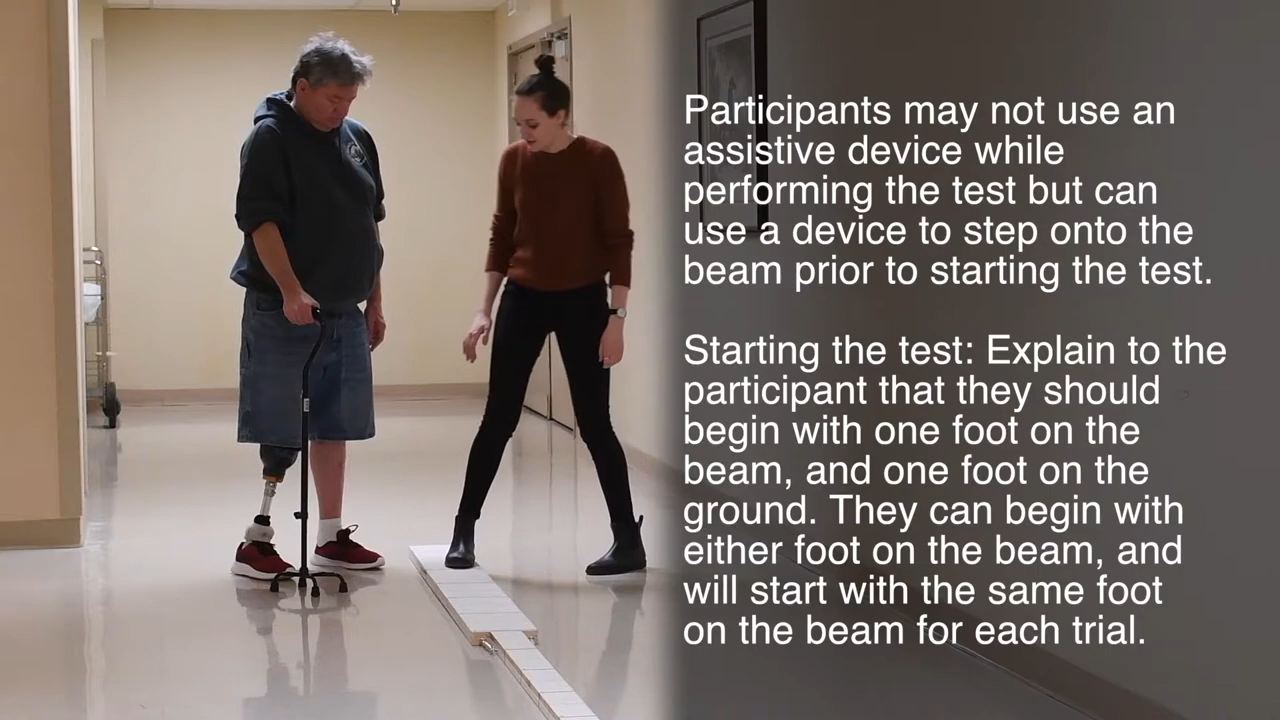 Participants may not use an
assistive device while
performing the test but can
use a device to step onto the
beam prior to starting the test.
Starting the test: Explain to the
participant that they should
begin with one foot on the
beam, and one foot on the
ground. They can begin with
either foot on the beam, and
will start with the same foot
on the beam for each trial.